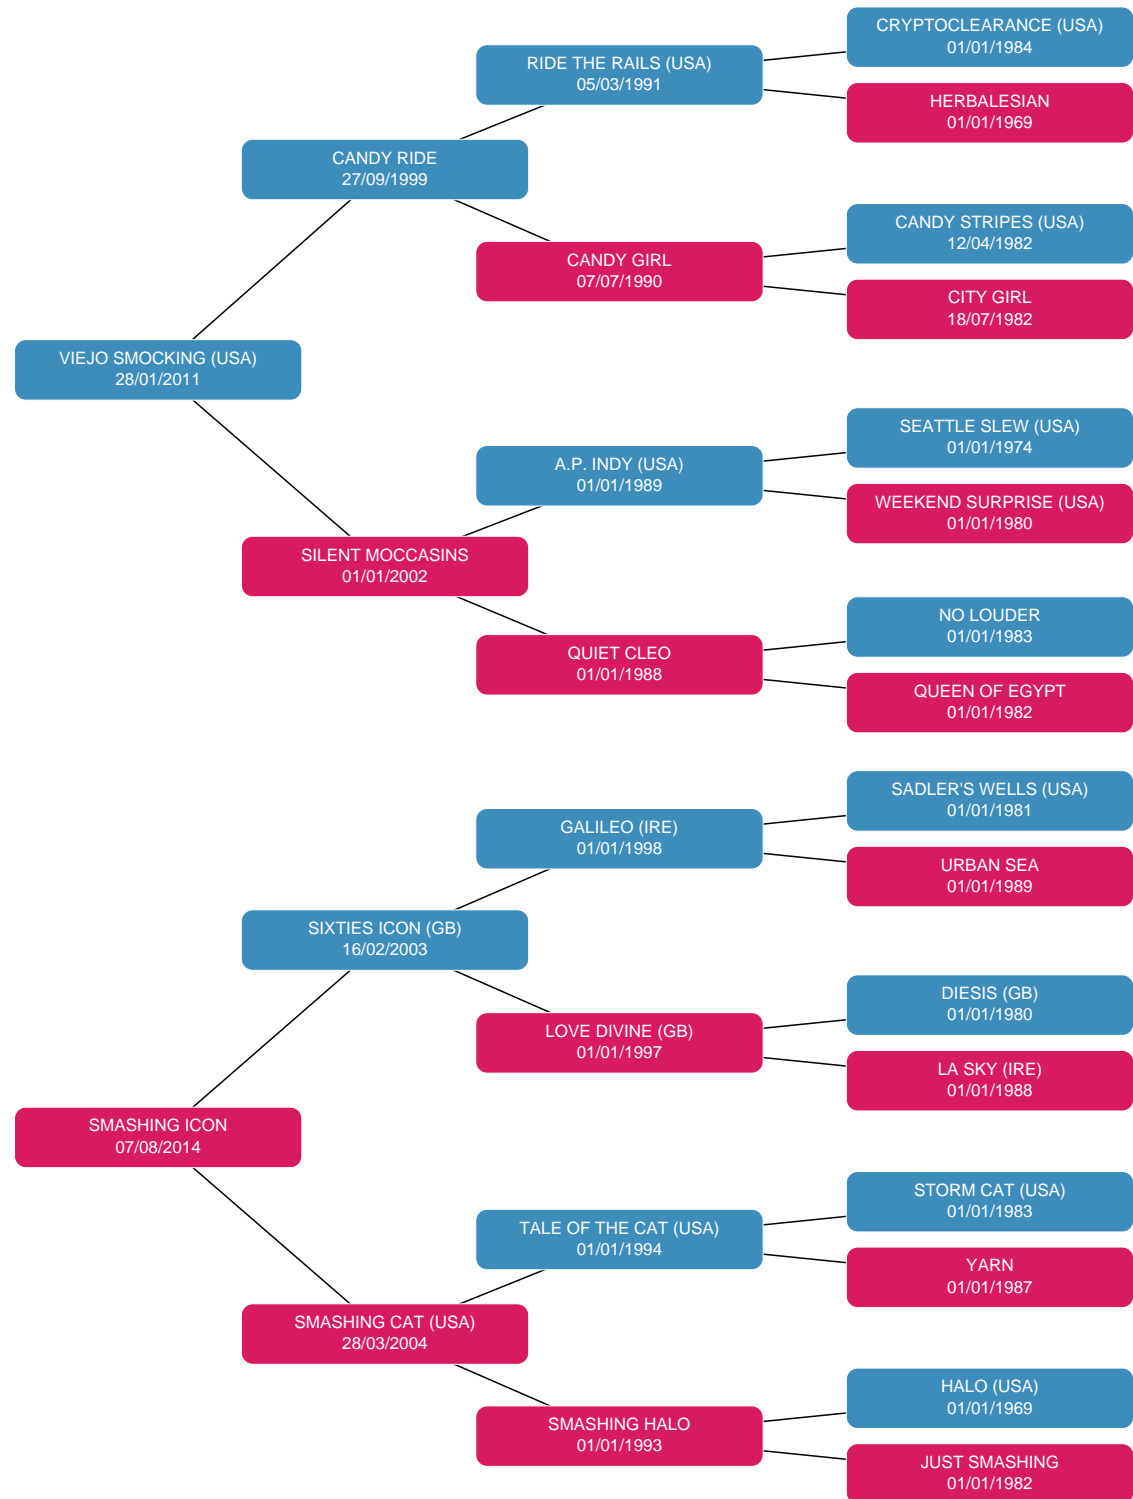 CRYPTOCLEARANCE (USA)
01/01/1984
RIDE THE RAILS (USA)
05/03/1991
HERBALESIAN
01/01/1969
CANDY RIDE
27/09/1999
CANDY STRIPES (USA)
12/04/1982
CANDY GIRL
07/07/1990
CITY GIRL
18/07/1982
VIEJO SMOCKING (USA)
28/01/2011
SEATTLE SLEW (USA)
01/01/1974
A.P. INDY (USA)
01/01/1989
WEEKEND SURPRISE (USA)
01/01/1980
SILENT MOCCASINS
01/01/2002
NO LOUDER
01/01/1983
QUIET CLEO
01/01/1988
QUEEN OF EGYPT
01/01/1982
SADLER'S WELLS (USA)
01/01/1981
GALILEO (IRE)
01/01/1998
URBAN SEA
01/01/1989
SIXTIES ICON (GB)
16/02/2003
DIESIS (GB)
01/01/1980
LOVE DIVINE (GB)
01/01/1997
LA SKY (IRE)
01/01/1988
SMASHING ICON
07/08/2014
STORM CAT (USA)
01/01/1983
TALE OF THE CAT (USA)
01/01/1994
YARN
01/01/1987
SMASHING CAT (USA)
28/03/2004
HALO (USA)
01/01/1969
SMASHING HALO
01/01/1993
JUST SMASHING
01/01/1982